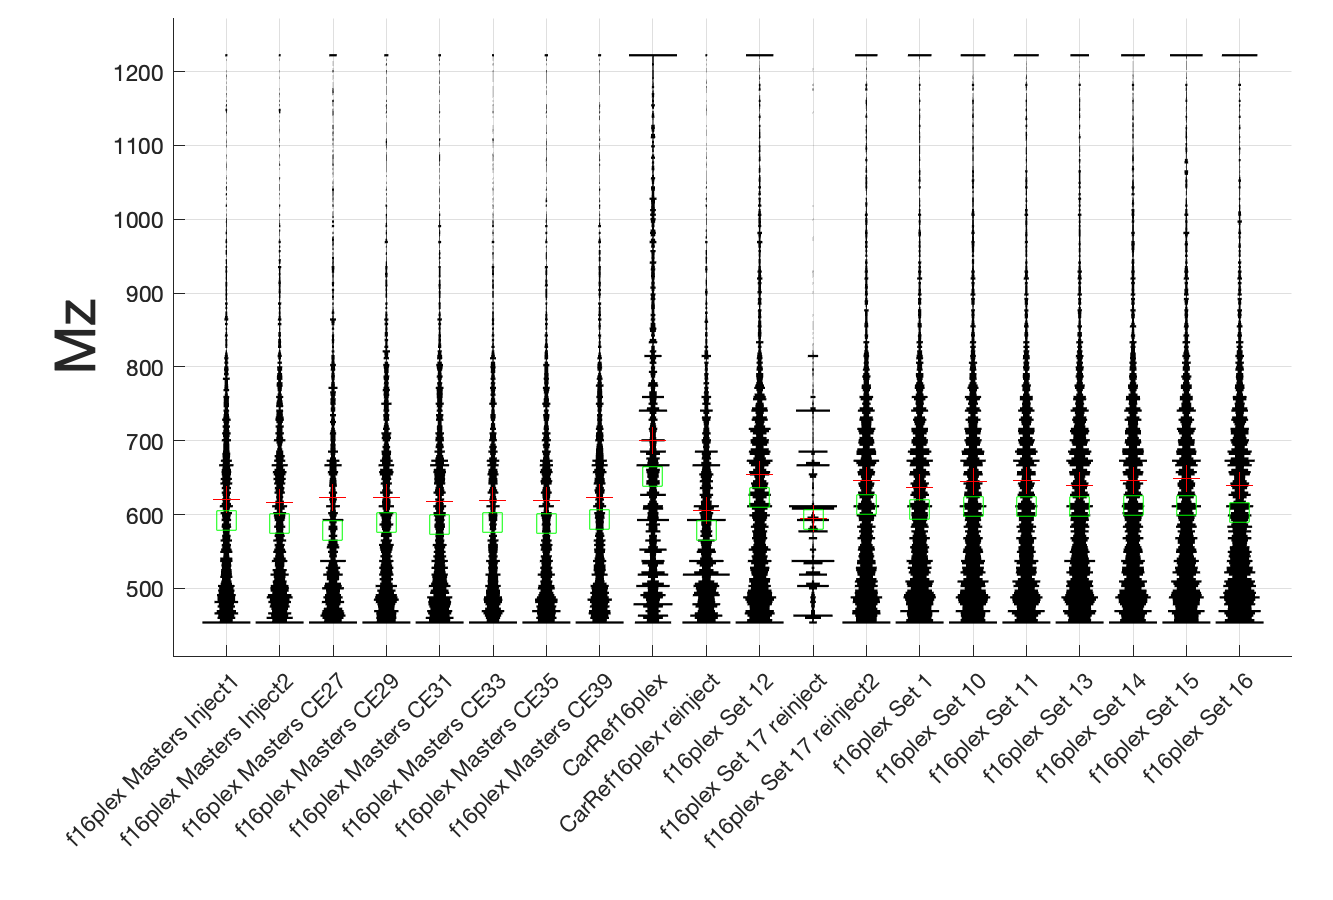 Mz
1200
1100
1000
900
800
700
600
500
f16plex Masters Inject1
f16plex Masters Inject2
f16plex Masters CE27
f16plex Masters CE29
f16plex Masters CE31
f16plex Masters CE33
f16plex Masters CE35
f16plex Masters CE39
CarRef16plex
CarRef16plex reinject
f16plex Set 12
f16plex Set 17 reinject
f16plex Set 17 reinject2
f16plex Set 1
f16plex Set 10
f16plex Set 11
f16plex Set 13
f16plex Set 14
f16plex Set 15
f16plex Set 16